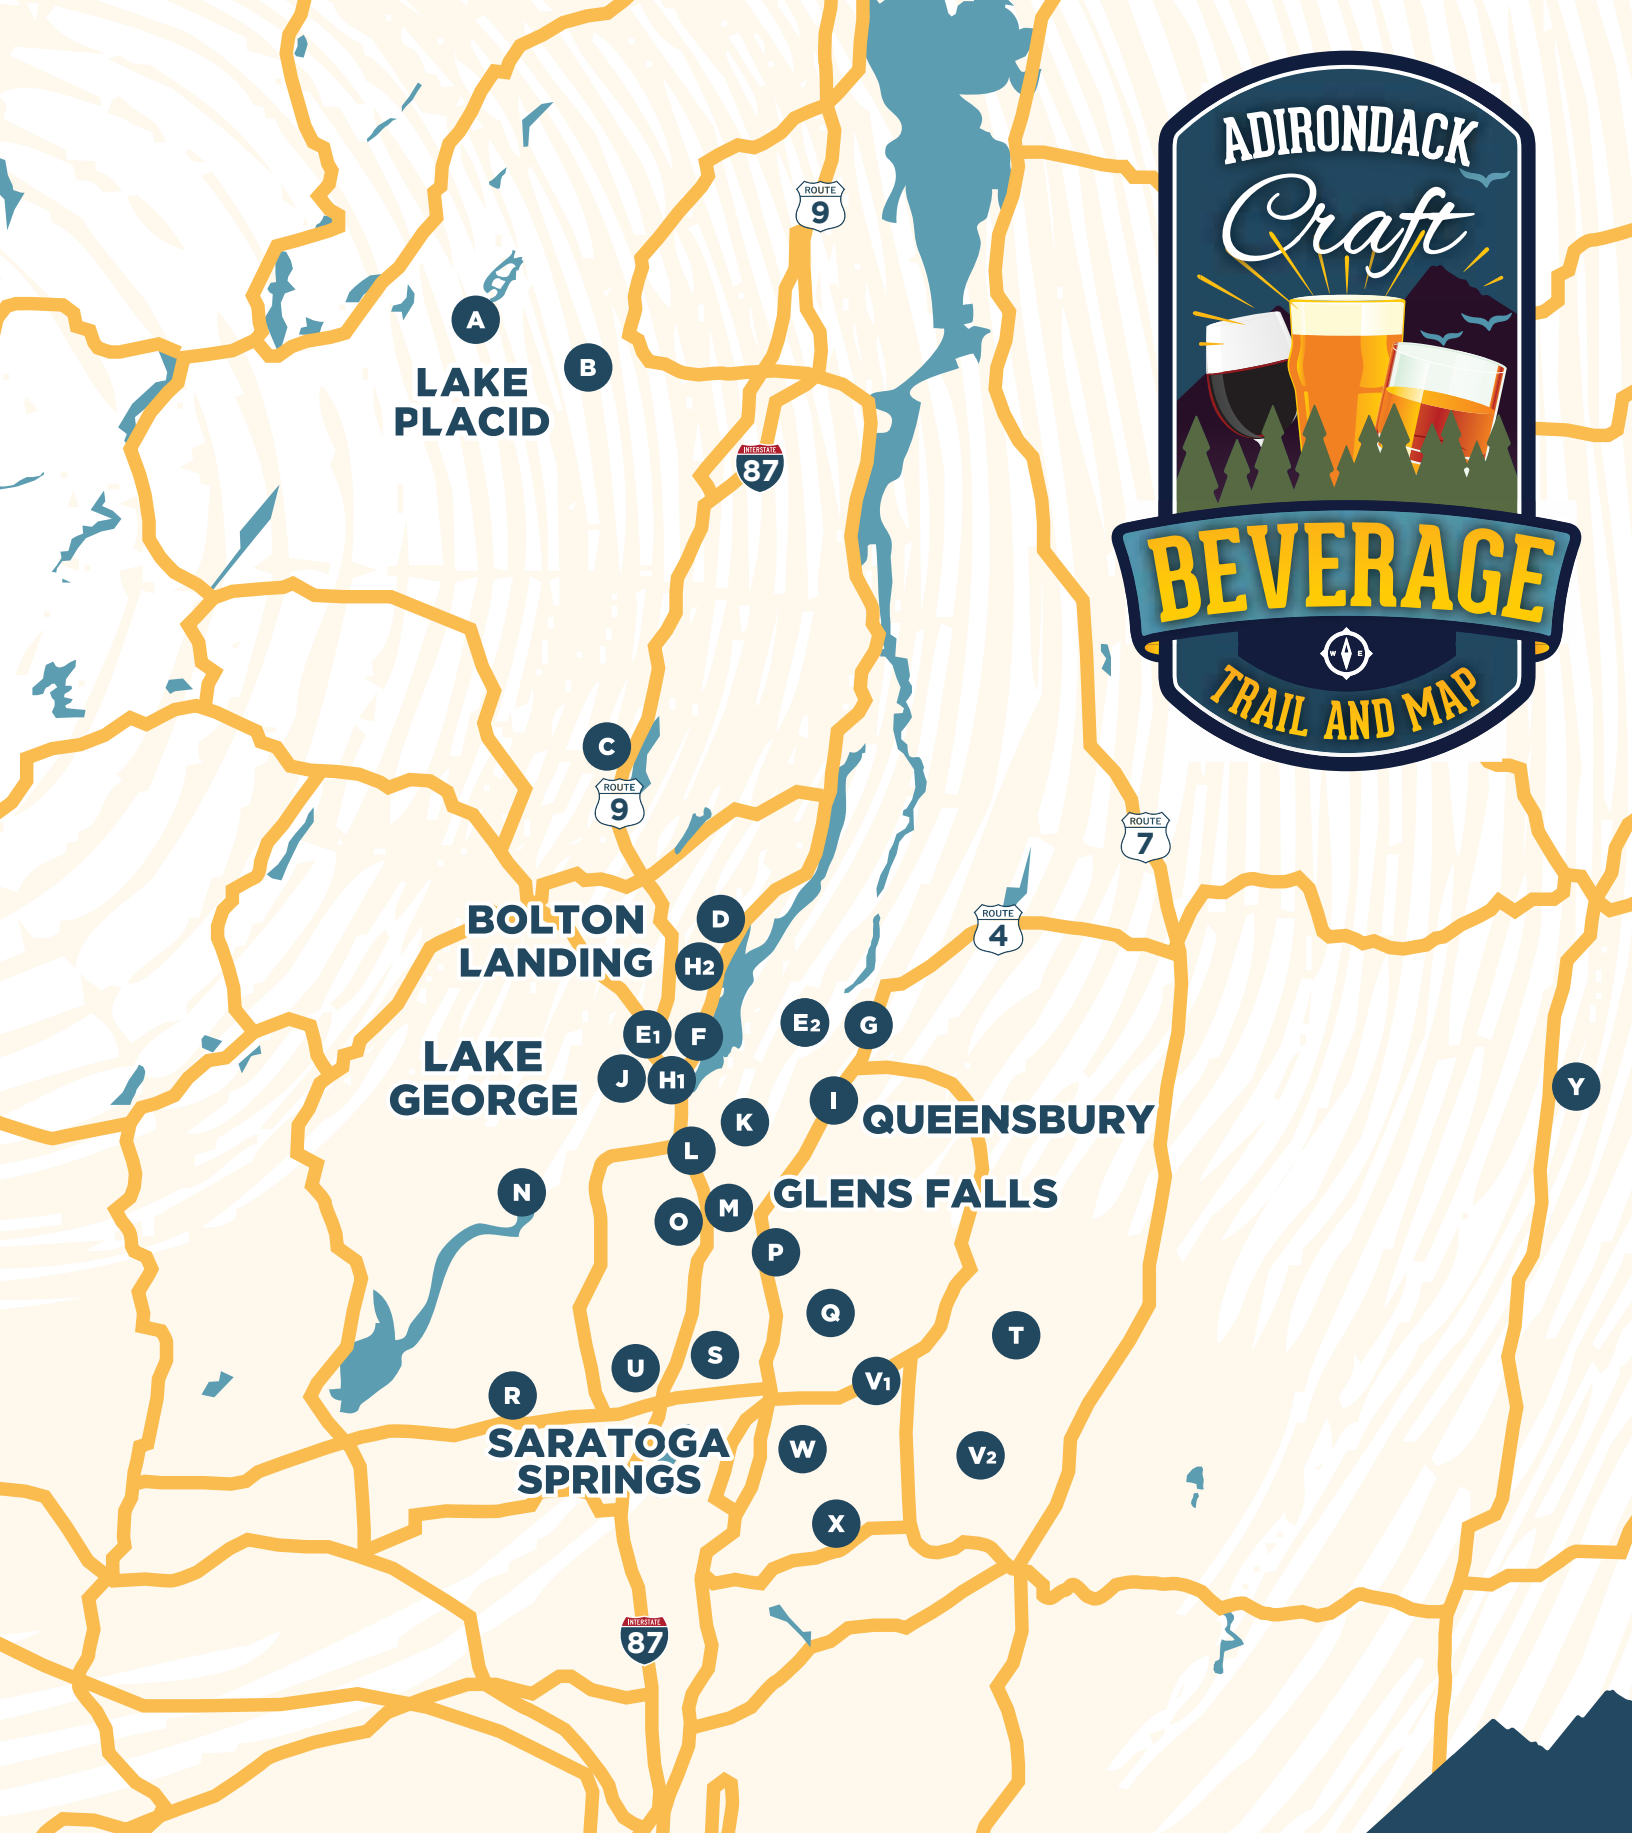 ADIRONDACK
Craft
BEVERAGE
W E
TRAIL AND MAP
ROUTE
9
A
LAKE
PLACID
B
INTERSTATE
87
C
ROUTE
9
ROUTE
7
BOLTON
LANDING
D
H2
ROUTE
4
E1
F
E2
G
LAKE
GEORGE
J
H1
I
QUEENSBURY
Y
K
L
N
O
M
GLENS FALLS
P
Q
T
U
S
R
V1
SARATOGA
SPRINGS
W
V2
X
INTERSTATE
87